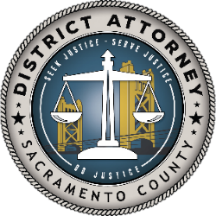 DISTRICT ATTORNEY
SEEK JUSTICE - SERVE JUSTICE
DO JUSTICE
SACRAMENTO COUNTY